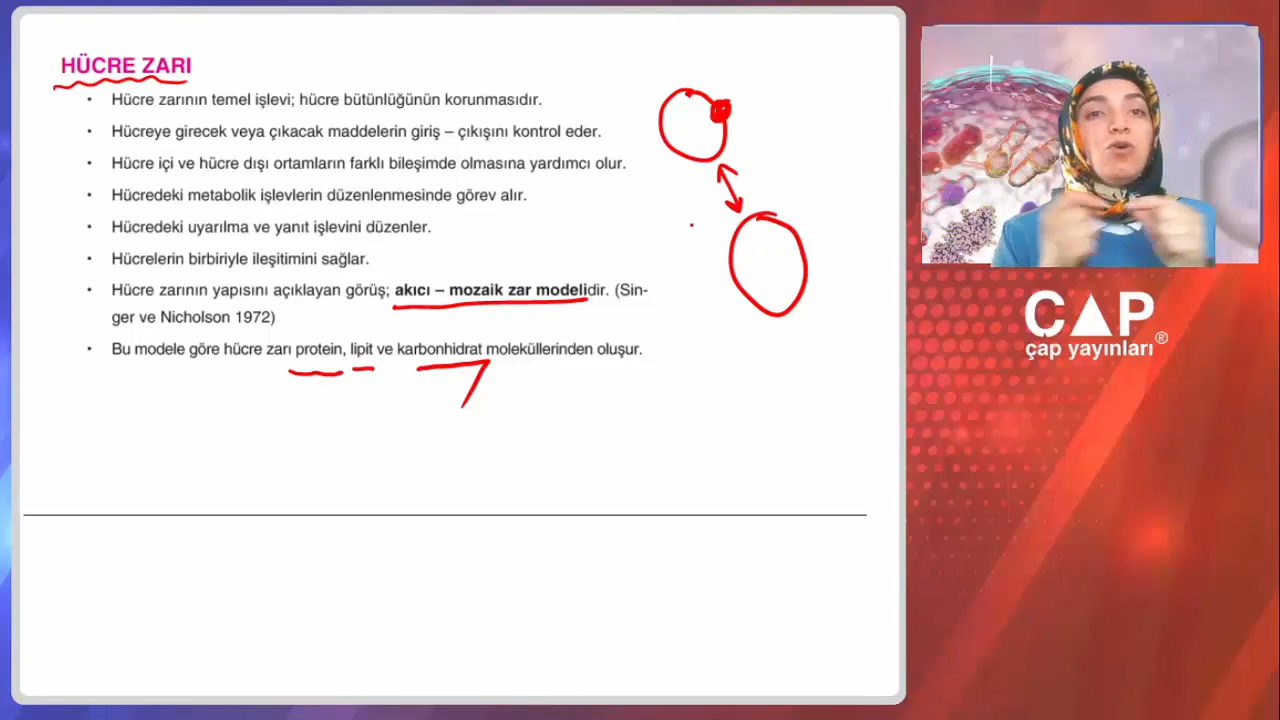 HÜCRE ZARI
• Hücre zarının temel işlevi; hücre bütünlüğünün korunmasıdır.
• Hücreye girecek veya çıkacak maddelerin giriş – çıkışını kontrol eder.
• Hücre içi ve hücre dışı ortamların farklı bileşimde olmasına yardımcı olur.
• Hücredeki metabolik işlevlerin düzenlenmesinde görev alır.
• Hücredeki uyarılma ve yanıt işlevini düzenler.
• Hücrelerin birbiriyle ileşitimini sağlar.
• Hücre zarının yapısını açıklayan görüş; akıcı – mozaik zar modelidir. (Sin-
ger ve Nicholson 1972)
• Bu modele göre hücre zarı protein, lipit ve karbonhidrat moleküllerinden oluşur.
ÇAP
çap yayınları®